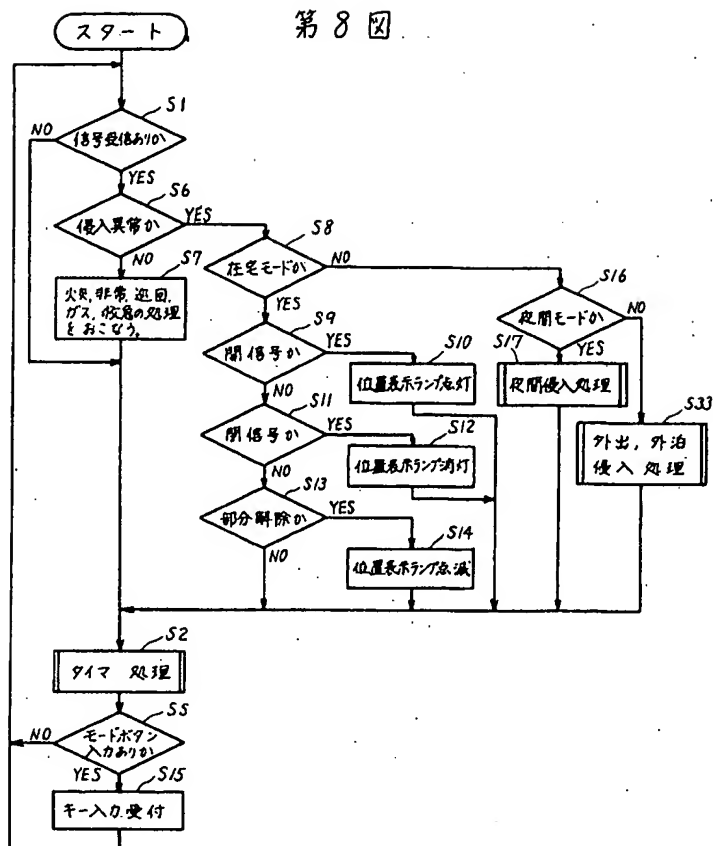 第8図
スタート
S1
信号受信ありか
NO
YES
S6
侵入異常か
YES
NO
S7
火災,非常,巡回,
ガス,救急の処理
をおこなう。
S8
在宅モードか
NO
YES
S9
開信号か
YES
NO
S10
位置表示ランプ点灯
S11
閉信号か
YES
NO
S12
位置表示ランプ消灯
S13
部分解除か
YES
NO
S14
位置表示ランプ点滅
S16
夜間モードか
NO
YES
S17
夜間侵入処理
S33
外出,外泊
侵入処理
S2
タイマ 処理
S5
モードボタン
入力ありか
NO
YES
S15
キー入力受付